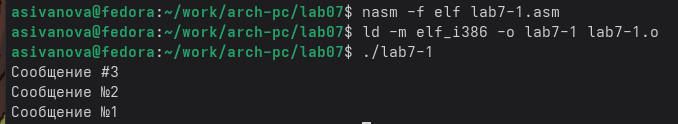 asivanova@fedora:~/work/arch-pc/lab07$ nasm -f elf lab7-1.asm
asivanova@fedora:~/work/arch-pc/lab07$ ld -m elf_i386 -o lab7-1 lab7-1.o
asivanova@fedora:~/work/arch-pc/lab07$ ./lab7-1
Сообщение #3
Сообщение №2
Сообщение №1